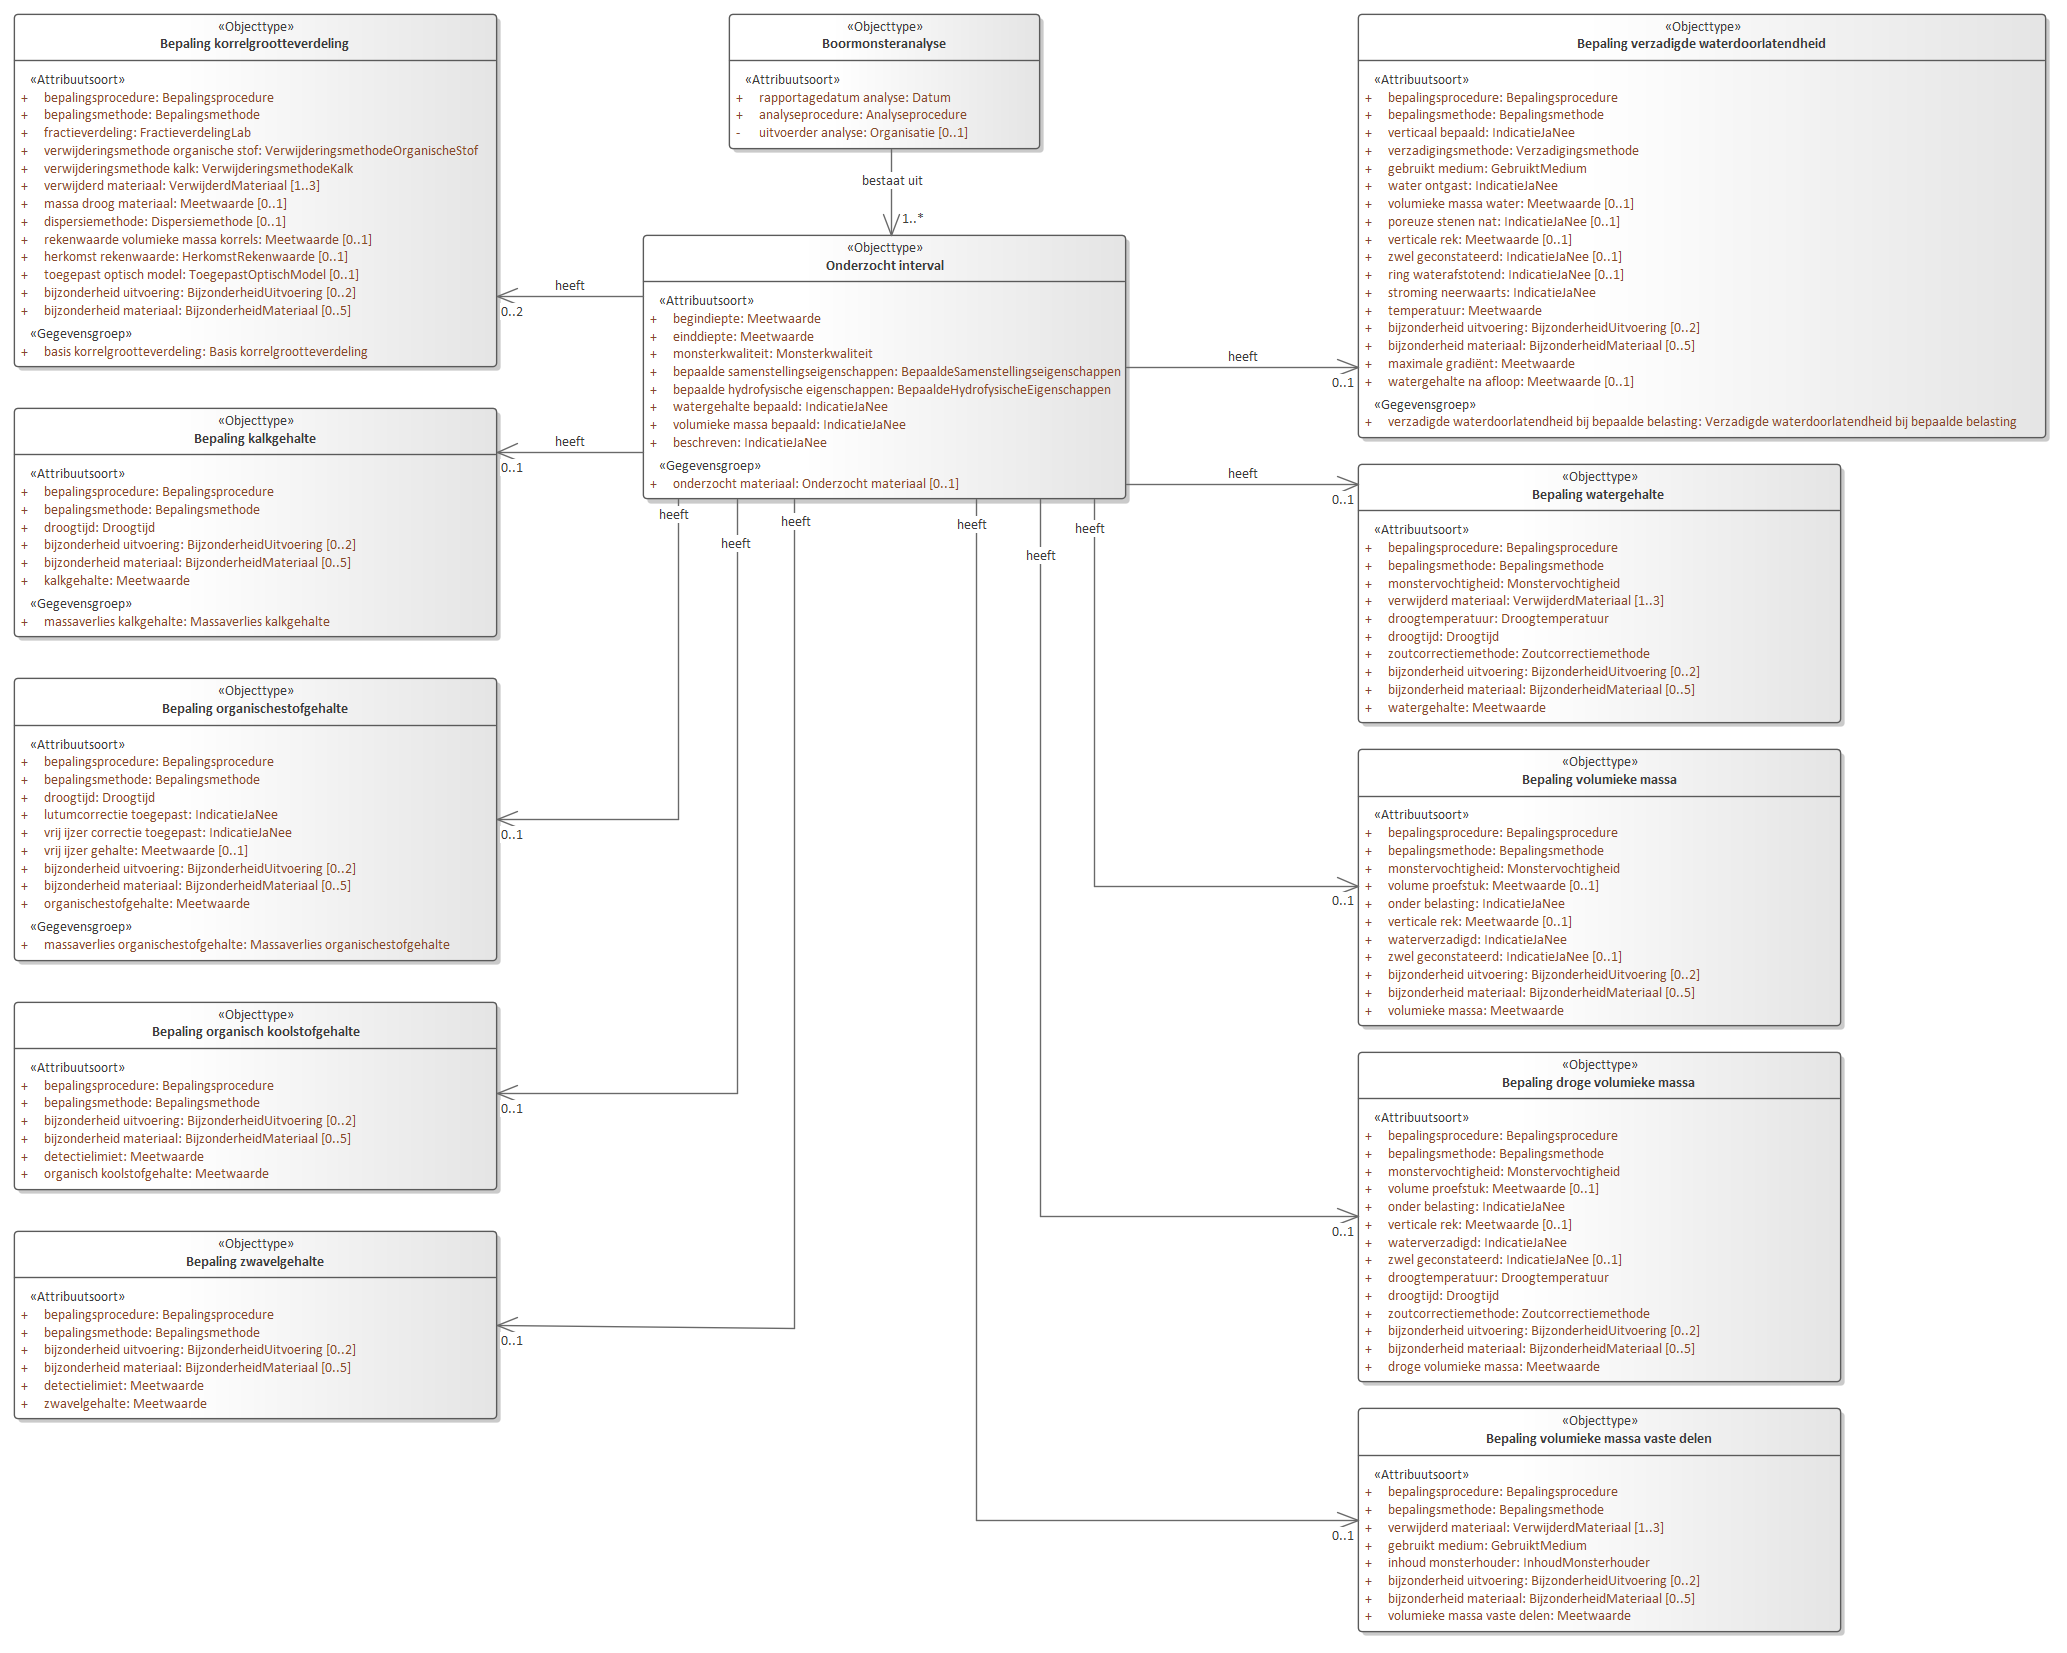 «Objecttype»
Bepaling korrelgrootteverdeling
«Attribuutsoort»
+ bepalingsprocedure: Bepalingsprocedure
+ bepalingsmethode: Bepalingsmethode
+ fractieverdeling: FractieverdelingLab
+ verwijderingsmethode organische stof: VerwijderingsmethodeOrganischeStof
+ verwijderingsmethode kalk: VerwijderingsmethodeKalk
+ verwijderd materiaal: VerwijderdMateriaal [1..3]
+ massa droog materiaal: Meetwaarde [0..1]
+ dispersiemethode: Dispersiemethode [0..1]
+ rekenwaarde volumieke massa korrels: Meetwaarde [0..1]
+ herkomst rekenwaarde: HerkomstRekenwaarde [0..1]
+ toegepast optisch model: ToegepastOptischModel [0..1]
+ bijzonderheid uitvoering: BijzonderheidUitvoering [0..2]
+ bijzonderheid materiaal: BijzonderheidMateriaal [0..5]
«Gegevensgroep»
+ basis korrelgrootteverdeling: Basis korrelgrootteverdeling
«Objecttype»
Boormonsteranalyse
«Attribuutsoort»
+ rapportagedatum analyse: Datum
+ analyseprocedure: Analyseprocedure
- uitvoerder analyse: Organisatie [0..1]
bestaat uit
1..*
«Objecttype»
Onderzocht interval
«Attribuutsoort»
+ begindiepte: Meetwaarde
+ einddiepte: Meetwaarde
+ monsterkwaliteit: Monsterkwaliteit
+ bepaalde samenstellingseigenschappen: BepaaldeSamenstellingseigenschappen
+ bepaalde hydrofysische eigenschappen: BepaaldeHydrofysischeEigenschappen
+ watergehalte bepaald: IndicatieJaNee
+ volumieke massa bepaald: IndicatieJaNee
+ beschreven: IndicatieJaNee
«Gegevensgroep»
+ onderzocht materiaal: Onderzocht materiaal [0..1]
heeft
0..2
heeft
0..1
heeft
0..1
heeft
0..1
heeft
heeft
heeft
heeft
heeft
heeft
«Objecttype»
Bepaling verzadigde waterdoorlatendheid
«Attribuutsoort»
+ bepalingsprocedure: Bepalingsprocedure
+ bepalingsmethode: Bepalingsmethode
+ verticaal bepaald: IndicatieJaNee
+ verzadigingsmethode: Verzadigingsmethode
+ gebruikt medium: GebruiktMedium
+ water ontgast: IndicatieJaNee
+ volumieke massa water: Meetwaarde [0..1]
+ poreuze stenen nat: IndicatieJaNee [0..1]
+ verticale rek: Meetwaarde [0..1]
+ zwel geconstateerd: IndicatieJaNee [0..1]
+ ring waterafstotend: IndicatieJaNee [0..1]
+ stroming neerwaarts: IndicatieJaNee
+ temperatuur: Meetwaarde
+ bijzonderheid uitvoering: BijzonderheidUitvoering [0..2]
+ bijzonderheid materiaal: BijzonderheidMateriaal [0..5]
+ maximale gradiënt: Meetwaarde
+ watergehalte na afloop: Meetwaarde [0..1]
«Gegevensgroep»
+ verzadigde waterdoorlatendheid bij bepaalde belasting: Verzadigde waterdoorlatendheid bij bepaalde belasting
«Objecttype»
Bepaling kalkgehalte
«Attribuutsoort»
+ bepalingsprocedure: Bepalingsprocedure
+ bepalingsmethode: Bepalingsmethode
+ droogtijd: Droogtijd
+ bijzonderheid uitvoering: BijzonderheidUitvoering [0..2]
+ bijzonderheid materiaal: BijzonderheidMateriaal [0..5]
+ kalkgehalte: Meetwaarde
«Gegevensgroep»
+ massaverlies kalkgehalte: Massaverlies kalkgehalte
«Objecttype»
Bepaling watergehalte
«Attribuutsoort»
+ bepalingsprocedure: Bepalingsprocedure
+ bepalingsmethode: Bepalingsmethode
+ monstervochtigheid: Monstervochtigheid
+ verwijderd materiaal: VerwijderdMateriaal [1..3]
+ droogtemperatuur: Droogtemperatuur
+ droogtijd: Droogtijd
+ zoutcorrectiemethode: Zoutcorrectiemethode
+ bijzonderheid uitvoering: BijzonderheidUitvoering [0..2]
+ bijzonderheid materiaal: BijzonderheidMateriaal [0..5]
+ watergehalte: Meetwaarde
«Objecttype»
Bepaling organischestofgehalte
«Attribuutsoort»
+ bepalingsprocedure: Bepalingsprocedure
+ bepalingsmethode: Bepalingsmethode
+ droogtijd: Droogtijd
+ lutumcorrectie toegepast: IndicatieJaNee
+ vrij ijzer correctie toegepast: IndicatieJaNee
+ vrij ijzer gehalte: Meetwaarde [0..1]
+ bijzonderheid uitvoering: BijzonderheidUitvoering [0..2]
+ bijzonderheid materiaal: BijzonderheidMateriaal [0..5]
+ organischestofgehalte: Meetwaarde
«Gegevensgroep»
+ massaverlies organischestofgehalte: Massaverlies organischestofgehalte
0..1
«Objecttype»
Bepaling volumieke massa
«Attribuutsoort»
+ bepalingsprocedure: Bepalingsprocedure
+ bepalingsmethode: Bepalingsmethode
+ monstervochtigheid: Monstervochtigheid
+ volume proefstuk: Meetwaarde [0..1]
+ onder belasting: IndicatieJaNee
+ verticale rek: Meetwaarde [0..1]
+ waterverzadigd: IndicatieJaNee
+ zwel geconstateerd: IndicatieJaNee [0..1]
+ bijzonderheid uitvoering: BijzonderheidUitvoering [0..2]
+ bijzonderheid materiaal: BijzonderheidMateriaal [0..5]
+ volumieke massa: Meetwaarde
0..1
«Objecttype»
Bepaling organisch koolstofgehalte
«Attribuutsoort»
+ bepalingsprocedure: Bepalingsprocedure
+ bepalingsmethode: Bepalingsmethode
+ bijzonderheid uitvoering: BijzonderheidUitvoering [0..2]
+ bijzonderheid materiaal: BijzonderheidMateriaal [0..5]
+ detectielimiet: Meetwaarde
+ organisch koolstofgehalte: Meetwaarde
0..1
«Objecttype»
Bepaling droge volumieke massa
«Attribuutsoort»
+ bepalingsprocedure: Bepalingsprocedure
+ bepalingsmethode: Bepalingsmethode
+ monstervochtigheid: Monstervochtigheid
+ volume proefstuk: Meetwaarde [0..1]
+ onder belasting: IndicatieJaNee
+ verticale rek: Meetwaarde [0..1]
+ waterverzadigd: IndicatieJaNee
+ zwel geconstateerd: IndicatieJaNee [0..1]
+ droogtemperatuur: Droogtemperatuur
+ droogtijd: Droogtijd
+ zoutcorrectiemethode: Zoutcorrectiemethode
+ bijzonderheid uitvoering: BijzonderheidUitvoering [0..2]
+ bijzonderheid materiaal: BijzonderheidMateriaal [0..5]
+ droge volumieke massa: Meetwaarde
0..1
«Objecttype»
Bepaling zwavelgehalte
«Attribuutsoort»
+ bepalingsprocedure: Bepalingsprocedure
+ bepalingsmethode: Bepalingsmethode
+ bijzonderheid uitvoering: BijzonderheidUitvoering [0..2]
+ bijzonderheid materiaal: BijzonderheidMateriaal [0..5]
+ detectielimiet: Meetwaarde
+ zwavelgehalte: Meetwaarde
0..1
«Objecttype»
Bepaling volumieke massa vaste delen
«Attribuutsoort»
+ bepalingsprocedure: Bepalingsprocedure
+ bepalingsmethode: Bepalingsmethode
+ verwijderd materiaal: VerwijderdMateriaal [1..3]
+ gebruikt medium: GebruiktMedium
+ inhoud monsterhouder: InhoudMonsterhouder
+ bijzonderheid uitvoering: BijzonderheidUitvoering [0..2]
+ bijzonderheid materiaal: BijzonderheidMateriaal [0..5]
+ volumieke massa vaste delen: Meetwaarde
0..1